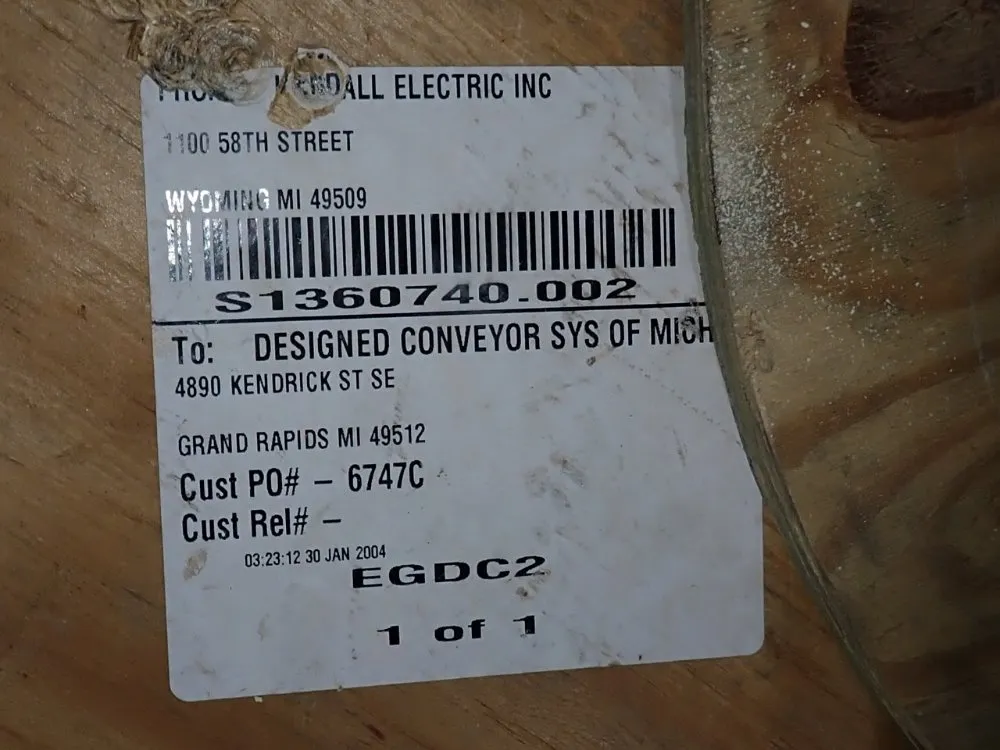 FROM: KENDALL ELECTRIC INC
1100 58TH STREET
WYOMING MI 49509
S1360740.002
To: DESIGNED CONVEYOR SYS OF MICH
4890 KENDRICK ST SE
GRAND RAPIDS MI 49512
Cust PO# – 6747C
Cust Rel# –
03:23:12 30 JAN 2004
EGDC2
1 of 1